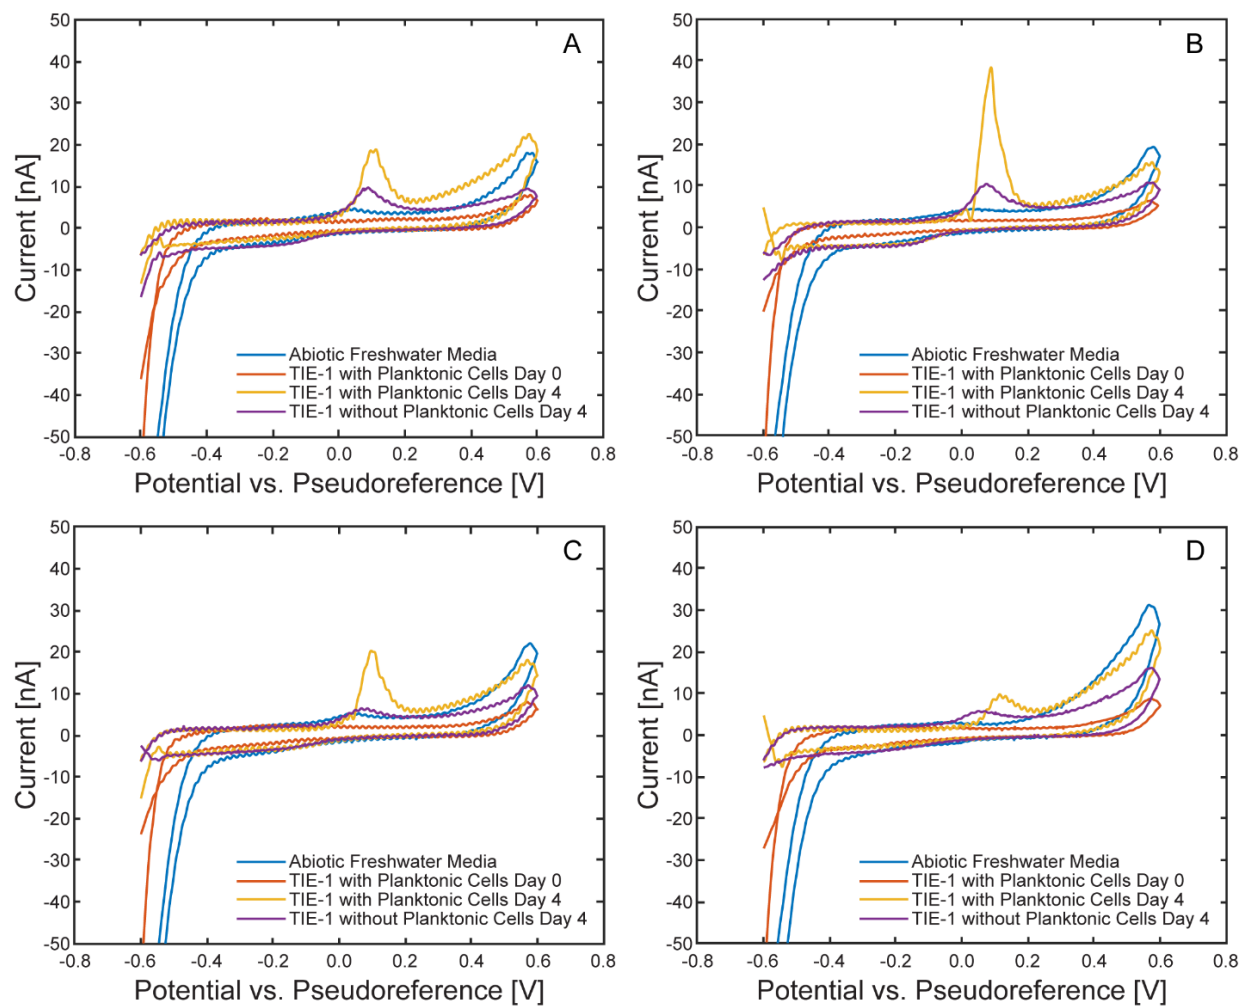 A
50
40
30
20
10
0
-10
-20
-30
-40
-50
Current [nA]
Abiotic Freshwater Media
TIE-1 with Planktonic Cells Day 0
TIE-1 with Planktonic Cells Day 4
TIE-1 without Planktonic Cells Day 4
-0.8 -0.6 -0.4 -0.2 0.0 0.2 0.4 0.6 0.8
Potential vs. Pseudoreference [V]
B
50
40
30
20
10
0
-10
-20
-30
-40
-50
Current [nA]
Abiotic Freshwater Media
TIE-1 with Planktonic Cells Day 0
TIE-1 with Planktonic Cells Day 4
TIE-1 without Planktonic Cells Day 4
-0.8 -0.6 -0.4 -0.2 0.0 0.2 0.4 0.6 0.8
Potential vs. Pseudoreference [V]
C
50
40
30
20
10
0
-10
-20
-30
-40
-50
Current [nA]
Abiotic Freshwater Media
TIE-1 with Planktonic Cells Day 0
TIE-1 with Planktonic Cells Day 4
TIE-1 without Planktonic Cells Day 4
-0.8 -0.6 -0.4 -0.2 0.0 0.2 0.4 0.6 0.8
Potential vs. Pseudoreference [V]
D
50
40
30
20
10
0
-10
-20
-30
-40
-50
Current [nA]
Abiotic Freshwater Media
TIE-1 with Planktonic Cells Day 0
TIE-1 with Planktonic Cells Day 4
TIE-1 without Planktonic Cells Day 4
-0.8 -0.6 -0.4 -0.2 0.0 0.2 0.4 0.6 0.8
Potential vs. Pseudoreference [V]